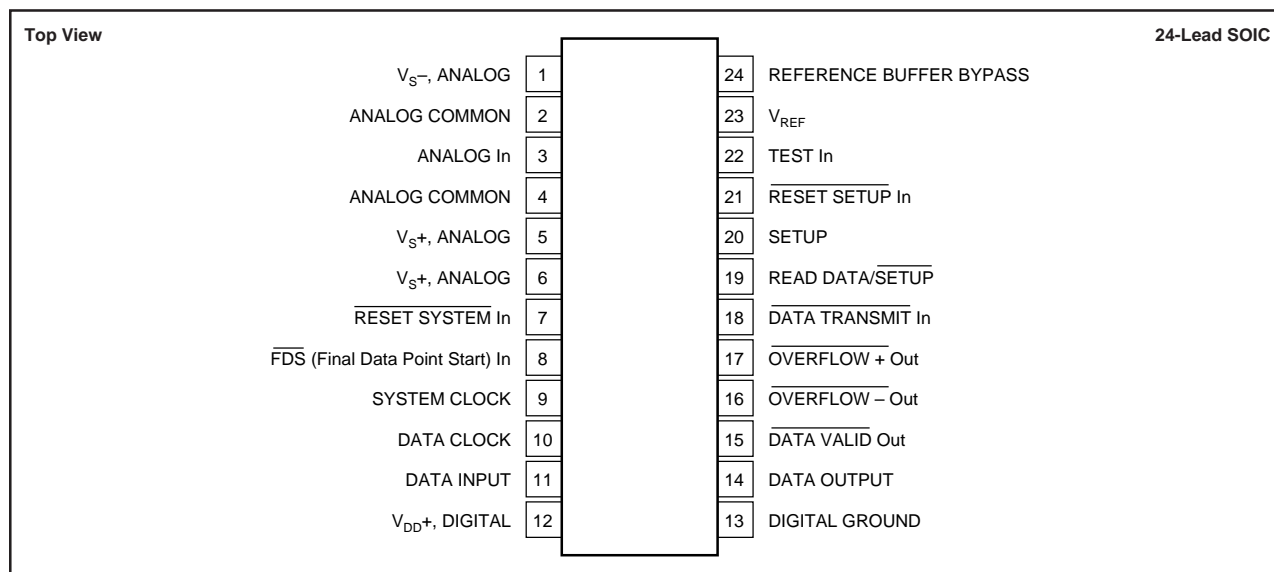 Top View
24-Lead SOIC
V_S–, ANALOG 1
ANALOG COMMON 2
ANALOG In 3
ANALOG COMMON 4
V_S+, ANALOG 5
V_S+, ANALOG 6
RESET SYSTEM In 7
FDS (Final Data Point Start) In 8
SYSTEM CLOCK 9
DATA CLOCK 10
DATA INPUT 11
V_DD+, DIGITAL 12
24 REFERENCE BUFFER BYPASS
23 V_REF
22 TEST In
21 RESET SETUP In
20 SETUP
19 READ DATA/SETUP
18 DATA TRANSMIT In
17 OVERFLOW + Out
16 OVERFLOW – Out
15 DATA VALID Out
14 DATA OUTPUT
13 DIGITAL GROUND